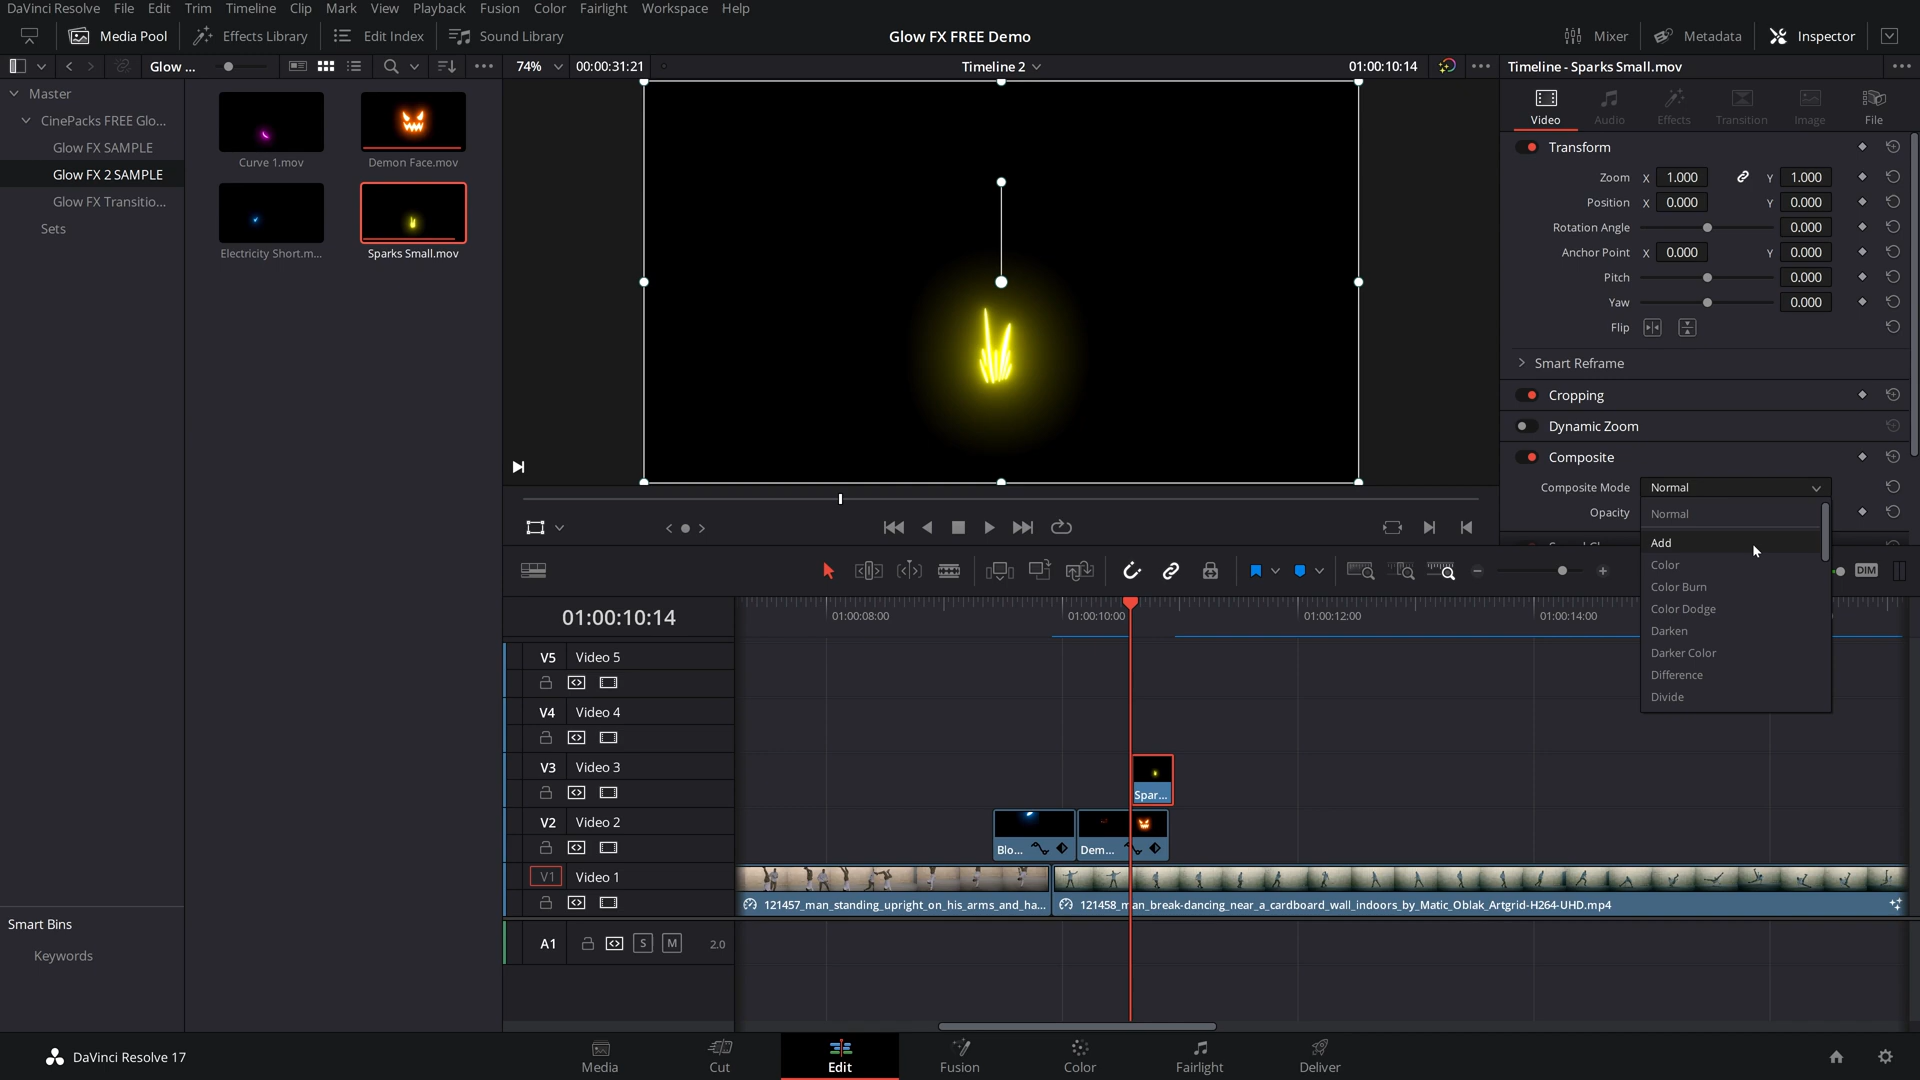 DaVinci Resolve File Edit Trim Timeline Clip Mark View Playback Fusion Color Fairlight Workspace Help
Media Pool Effects Library Edit Index Sound Library Glow FX FREE Demo Mixer Metadata Inspector
Glow ... 74% 00:00:31:21 Timeline 2 01:00:10:14 Timeline - Sparks Small.mov
Master
CinePacks FREE Glo...
Glow FX SAMPLE
Glow FX 2 SAMPLE
Glow FX Transitio...
Sets
Curve 1.mov Demon Face.mov
Electricity Short.m... Sparks Small.mov
Video Audio Effects Transition Image File
Transform
Zoom X 1.000 Y 1.000
Position X 0.000 Y 0.000
Rotation Angle 0.000
Anchor Point X 0.000 Y 0.000
Pitch 0.000
Yaw 0.000
Flip
Smart Reframe
Cropping
Dynamic Zoom
Composite
Composite Mode Normal
Opacity
Normal
Add
Color
Color Burn
Color Dodge
Darken
Darker Color
Difference
Divide
DIM
01:00:10:14 01:00:08:00 01:00:10:00 01:00:12:00 01:00:14:00
V5 Video 5
V4 Video 4
V3 Video 3
Spar...
V2 Video 2
Blo... Dem...
V1 Video 1
121457_man_standing_upright_on_his_arms_and_ha... 121458_man_break-dancing_near_a_cardboard_wall_indoors_by_Matic_Oblak_Artgrid-H264-UHD.mp4
A1 S M 2.0
Smart Bins
Keywords
DaVinci Resolve 17 Media Cut Edit Fusion Color Fairlight Deliver